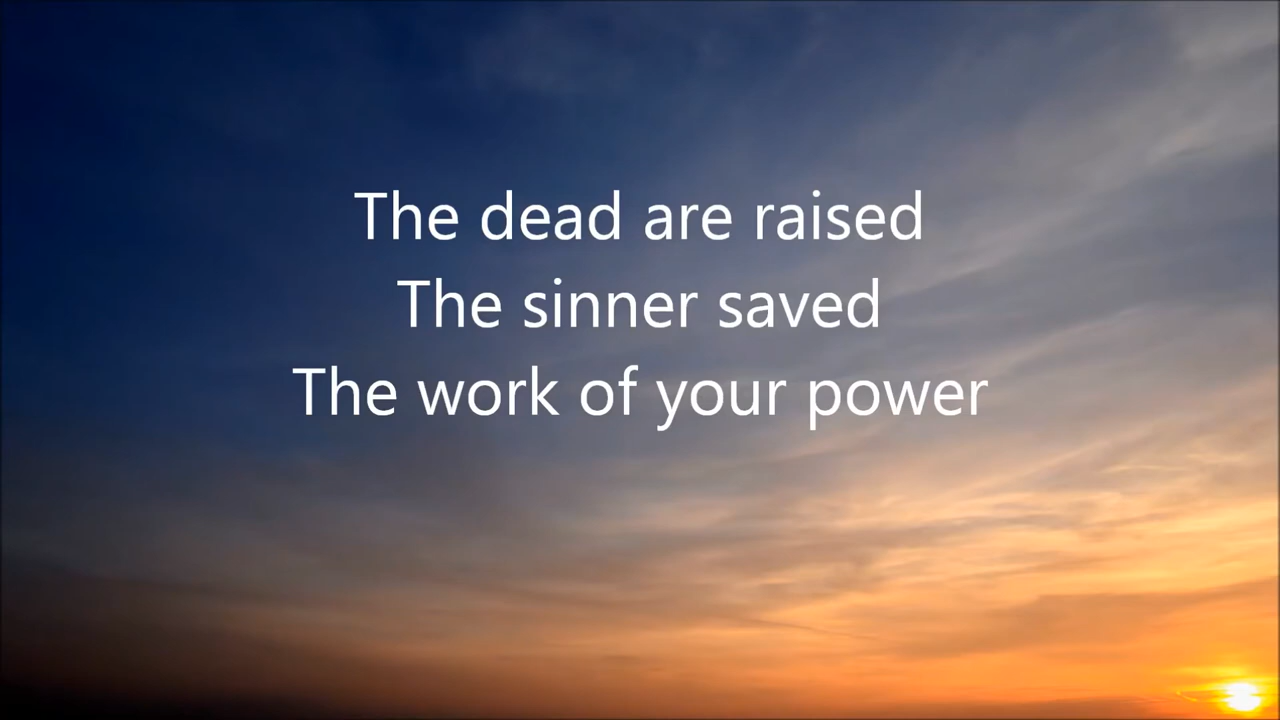 The dead are raised
The sinner saved
The work of your power